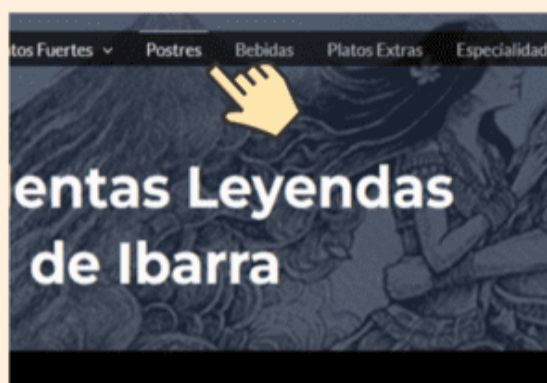 tos Fuertes Postres Bebidas Platos Extras Especialidad
entas Leyendas
de Ibarra